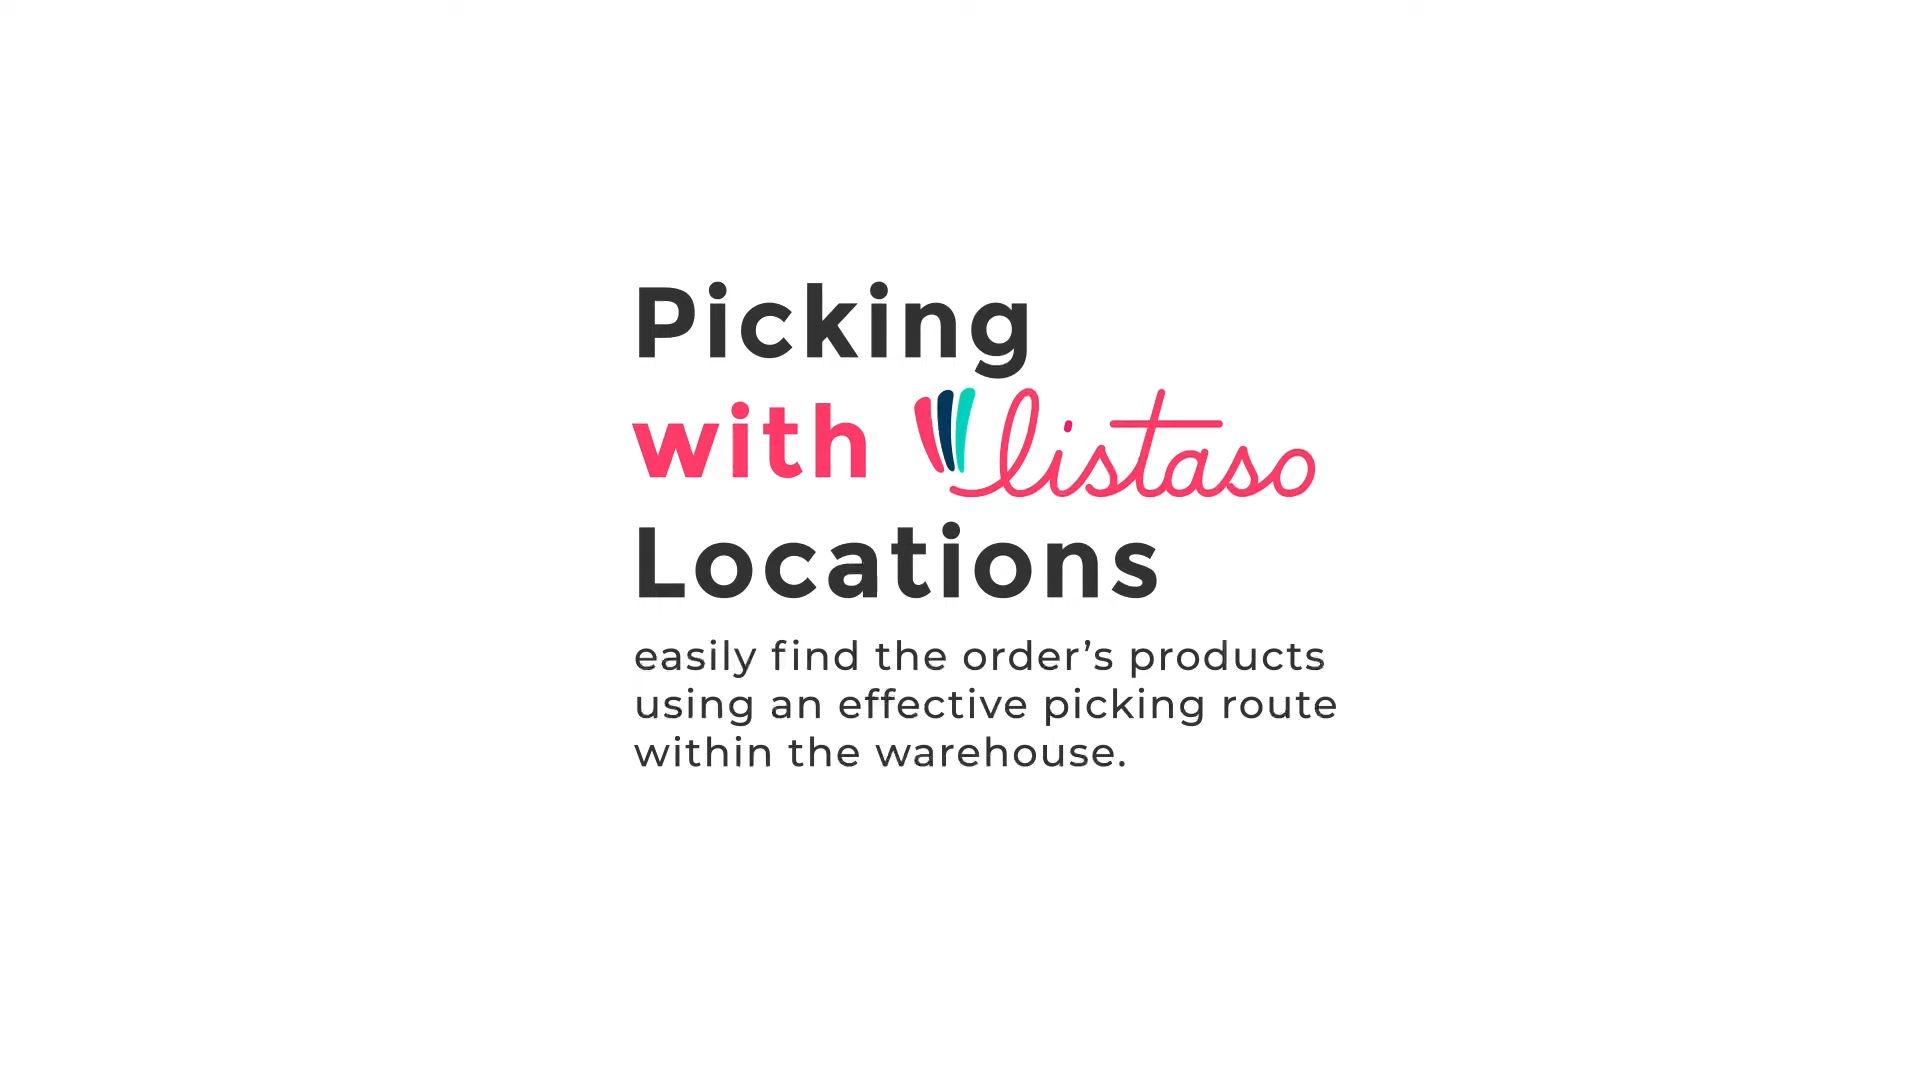 Picking
with listaso
Locations
easily find the order’s products
using an effective picking route
within the warehouse.